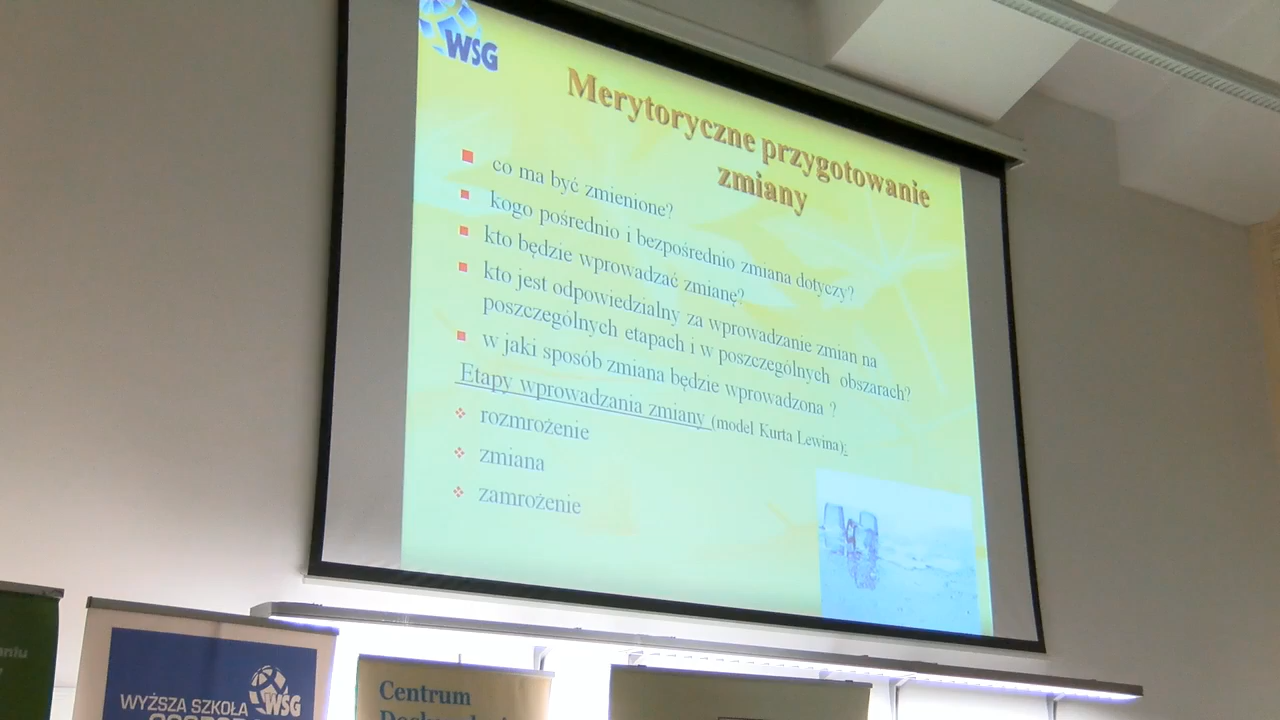 WSG
Merytoryczne przygotowanie
zmiany
co ma być zmienione?
kogo pośrednio i bezpośrednio zmiana dotyczy?
kto będzie wprowadzać zmianę?
kto jest odpowiedzialny za wprowadzanie zmian na
poszczególnych etapach i w poszczególnych obszarach?
w jaki sposób zmiana będzie wprowadzona ?
Etapy wprowadzania zmiany (model Kurta Lewina):
rozmrożenie
zmiana
zamrożenie
WYŻSZA SZKOŁA
WSG
Centrum